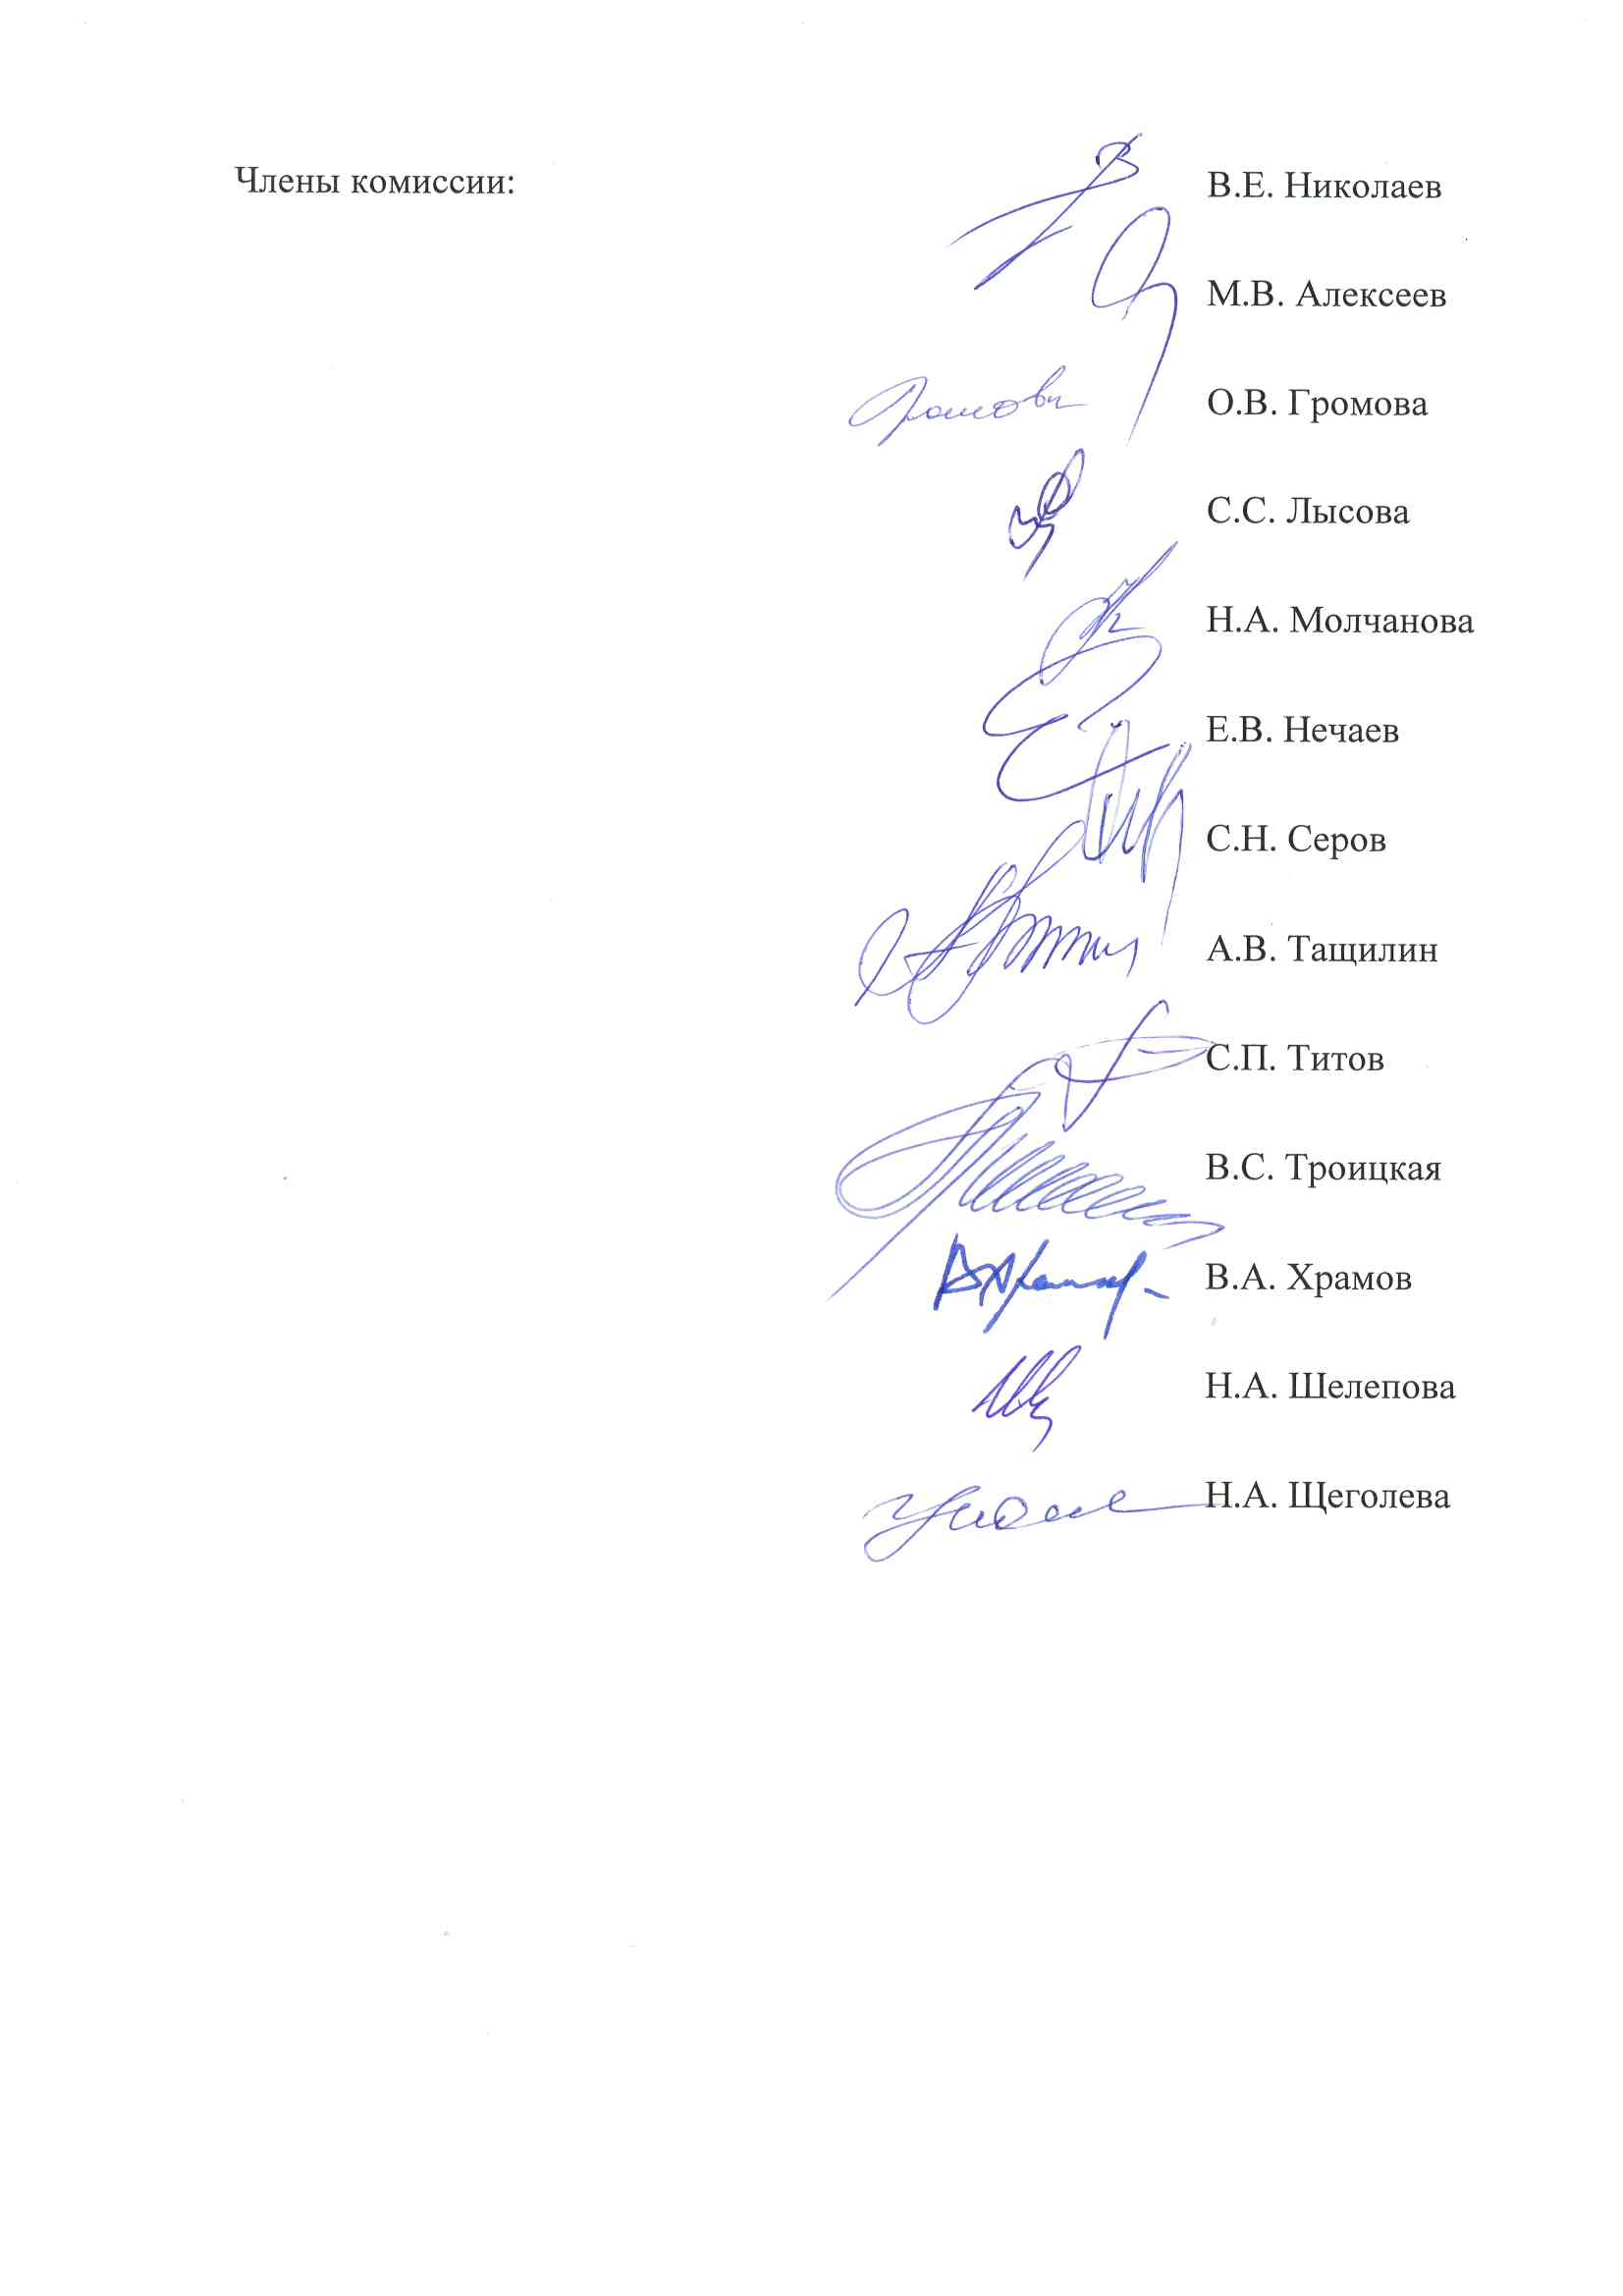 Члены комиссии: В.Е. Николаев
М.В. Алексеев
О.В. Громова
С.С. Лысова
Н.А. Молчанова
Е.В. Нечаев
С.Н. Серов
А.В. Тащилин
С.П. Титов
В.С. Троицкая
В.А. Храмов
Н.А. Шелепова
Н.А. Щеголева